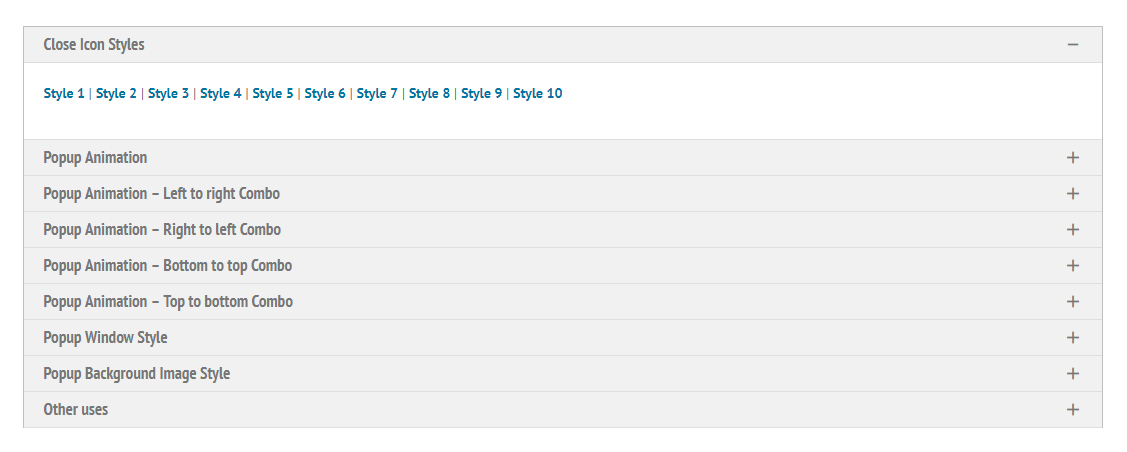 Close Icon Styles
Style 1 | Style 2 | Style 3 | Style 4 | Style 5 | Style 6 | Style 7 | Style 8 | Style 9 | Style 10
Popup Animation
Popup Animation – Left to right Combo
Popup Animation – Right to left Combo
Popup Animation – Bottom to top Combo
Popup Animation – Top to bottom Combo
Popup Window Style
Popup Background Image Style
Other uses